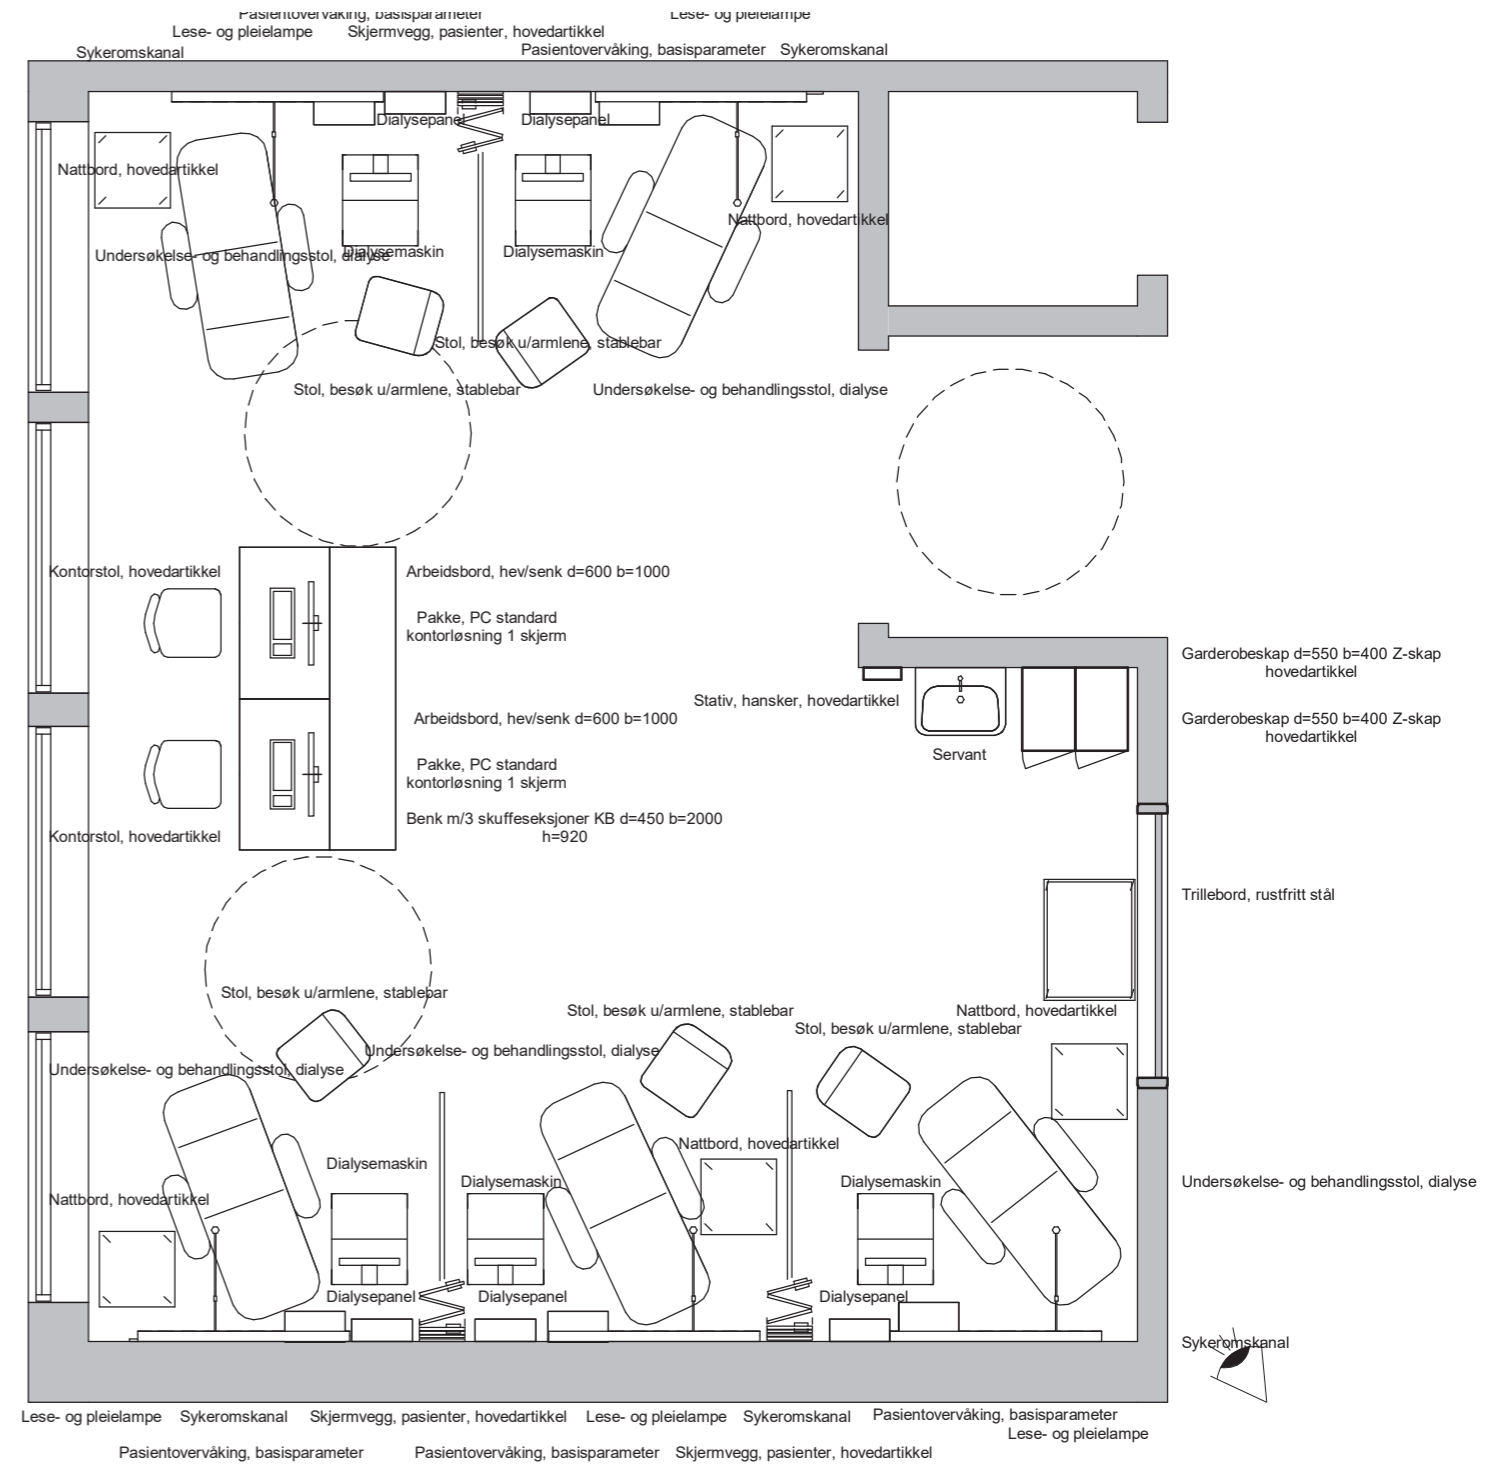 Pasientovervåking, basisparameter
Lese- og pleielampe
Lese- og pleielampe
Skjermvegg, pasienter, hovedartikkel
Sykeromskanal
Pasientovervåking, basisparameter
Sykeromskanal
Dialysepanel
Dialysepanel
Nattbord, hovedartikkel
Nattbord, hovedartikkel
Undersøkelse- og behandlingsstol, dialyse
Dialysemaskin
Dialysemaskin
Stol, besøk u/armlene, stablebar
Stol, besøk u/armlene, stablebar
Undersøkelse- og behandlingsstol, dialyse
Kontorstol, hovedartikkel
Arbeidsbord, hev/senk d=600 b=1000
Pakke, PC standard
kontorløsning 1 skjerm
Garderobeskap d=550 b=400 Z-skap
hovedartikkel
Stativ, hansker, hovedartikkel
Arbeidsbord, hev/senk d=600 b=1000
Garderobeskap d=550 b=400 Z-skap
hovedartikkel
Servant
Pakke, PC standard
kontorløsning 1 skjerm
Kontorstol, hovedartikkel
Benk m/3 skuffeseksjoner KB d=450 b=2000
h=920
Trillebord, rustfritt stål
Stol, besøk u/armlene, stablebar
Stol, besøk u/armlene, stablebar
Nattbord, hovedartikkel
Stol, besøk u/armlene, stablebar
Undersøkelse- og behandlingsstol, dialyse
Undersøkelse- og behandlingsstol, dialyse
Nattbord, hovedartikkel
Dialysemaskin
Dialysemaskin
Dialysemaskin
Undersøkelse- og behandlingsstol, dialyse
Nattbord, hovedartikkel
Dialysepanel
Dialysepanel
Dialysepanel
Sykeromskanal
Lese- og pleielampe
Sykeromskanal
Skjermvegg, pasienter, hovedartikkel
Lese- og pleielampe
Sykeromskanal
Pasientovervåking, basisparameter
Lese- og pleielampe
Pasientovervåking, basisparameter
Pasientovervåking, basisparameter
Skjermvegg, pasienter, hovedartikkel